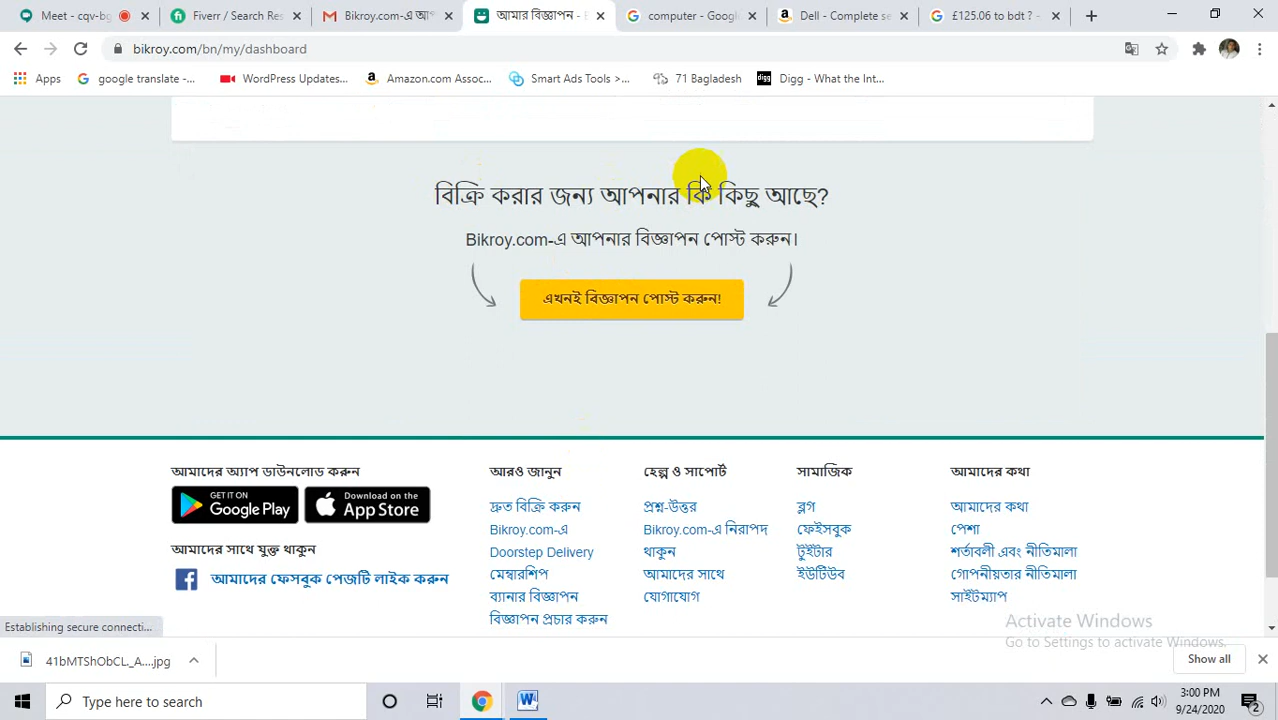 Meet - cqv-bg
Fiverr / Search Res
Bikroy.com-এ আপ
আমার বিজ্ঞাপন -
computer - Google
Dell - Complete se
£125.06 to bdt ? -
bikroy.com/bn/my/dashboard
Apps
google translate -...
WordPress Updates...
Amazon.com Assoc...
Smart Ads Tools >...
71 Bagladesh
Digg - What the Int...
বিক্রি করার জন্য আপনার কি কিছু আছে?
Bikroy.com-এ আপনার বিজ্ঞাপন পোস্ট করুন।
এখনই বিজ্ঞাপন পোস্ট করুন!
আমাদের অ্যাপ ডাউনলোড করুন
GET IT ON
Google Play
Download on the
App Store
আমাদের সাথে যুক্ত থাকুন
আমাদের ফেসবুক পেজটি লাইক করুন
আরও জানুন
দ্রুত বিক্রি করুন
Bikroy.com-এ
Doorstep Delivery
মেম্বারশিপ
ব্যানার বিজ্ঞাপন
বিজ্ঞাপন প্রচার করুন
হেল্প ও সাপোর্ট
প্রশ্ন-উত্তর
Bikroy.com-এ নিরাপদ
থাকুন
আমাদের সাথে
যোগাযোগ
সামাজিক
ব্লগ
ফেইসবুক
টুইটার
ইউটিউব
আমাদের কথা
আমাদের কথা
পেশা
শর্তাবলী এবং নীতিমালা
গোপনীয়তার নীতিমালা
সাইটম্যাপ
Establishing secure connecti...
Activate Windows
Go to Settings to activate Windows.
41bMTShObCL._A....jpg
Show all
Type here to search
3:00 PM
9/24/2020
2